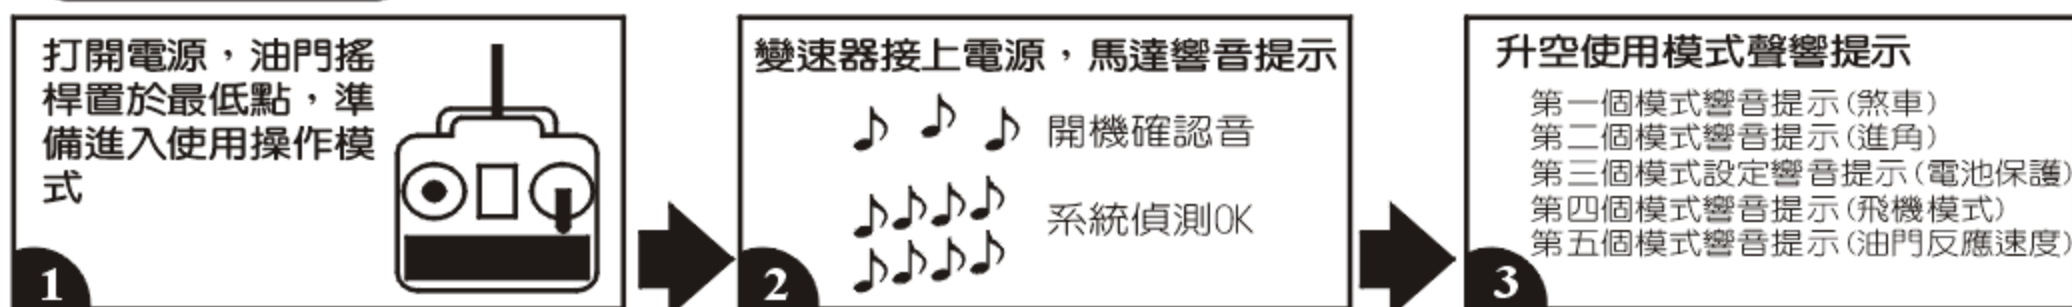 打開電源，油門搖
桿置於最低點，準
備進入使用操作模
式
1
變速器接上電源，馬達響音提示
開機確認音
系統偵測OK
2
升空使用模式聲響提示
第一個模式響音提示(煞車)
第二個模式響音提示(進角)
第三個模式設定響音提示(電池保護)
第四個模式響音提示(飛機模式)
第五個模式響音提示(油門反應速度)
3